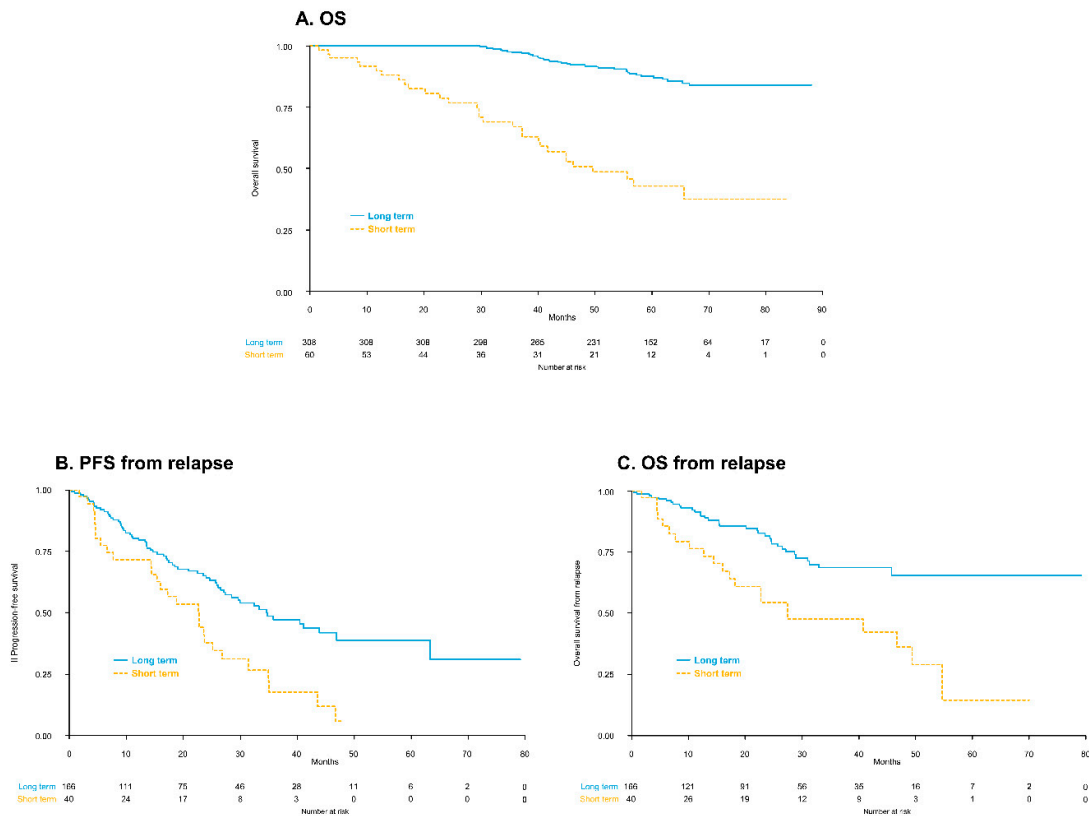 A. OS
1.00
0.75
0.50
0.25
0.00
Overall survival
Long term
Short term
0 10 20 30 40 50 60 70 80 90
Months
Long term 308 308 308 298 265 231 152 64 17 0
Short term 60 53 44 36 31 21 12 4 1 0
Number at risk
B. PFS from relapse
1.00
0.75
0.50
0.25
0.00
II Progression-free survival
Long term
Short term
0 10 20 30 40 50 60 70 80
Months
Long term 166 111 75 46 28 11 6 2 0
Short term 40 24 17 8 3 0 0 0 0
Number at risk
C. OS from relapse
1.00
0.75
0.50
0.25
0.00
Overall survival from relapse
Long term
Short term
0 10 20 30 40 50 60 70 80
Months
Long term 166 121 91 56 35 16 7 2 0
Short term 40 26 19 12 9 3 1 0 0
Number at risk